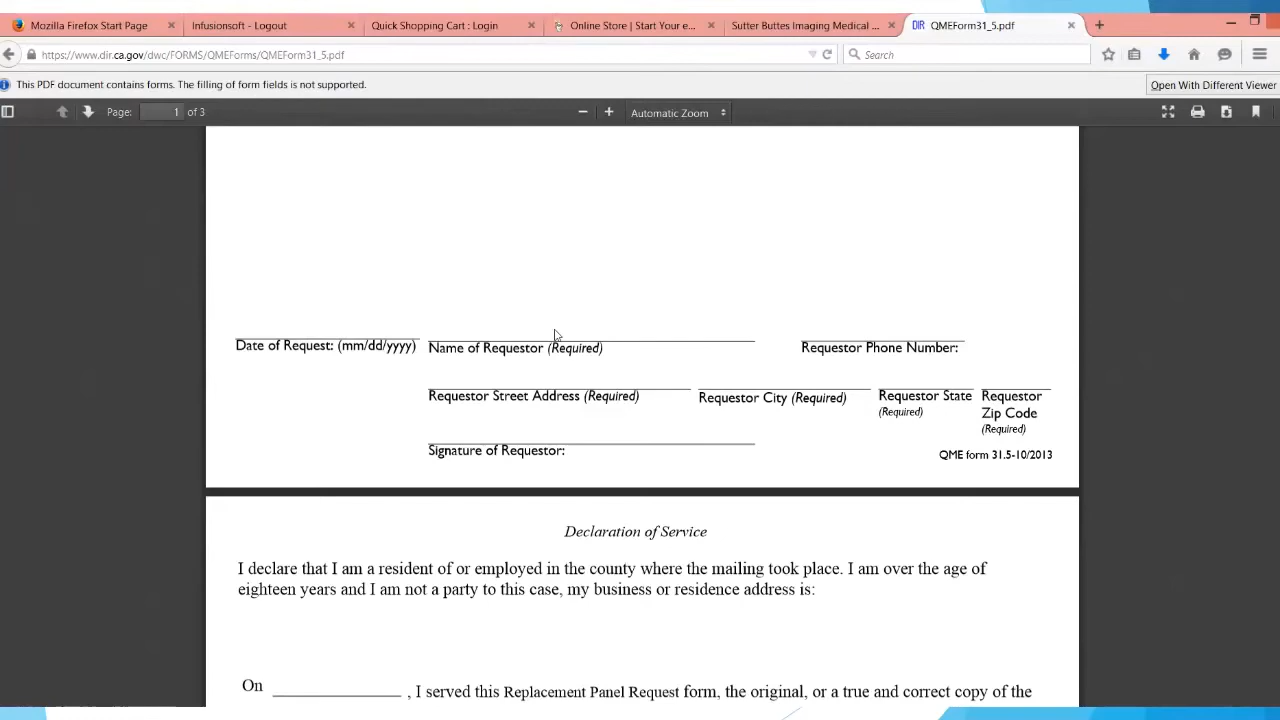 Mozilla Firefox Start Page Infusionsoft - Logout Quick Shopping Cart : Login Online Store | Start Your e... Sutter Buttes Imaging Medical ... DIR QMEForm31_5.pdf
https://www.dir.ca.gov/dwc/FORMS/QMEForms/QMEForm31_5.pdf Search
This PDF document contains forms. The filling of form fields is not supported. Open With Different Viewer
Page: 1 of 3 Automatic Zoom
Date of Request: (mm/dd/yyyy) Name of Requestor (Required) Requestor Phone Number:
Requestor Street Address (Required) Requestor City (Required) Requestor State Requestor
(Required) Zip Code
(Required)
Signature of Requestor:
QME form 31.5-10/2013
Declaration of Service
I declare that I am a resident of or employed in the county where the mailing took place. I am over the age of
eighteen years and I am not a party to this case, my business or residence address is:
On ______________ , I served this Replacement Panel Request form, the original, or a true and correct copy of the